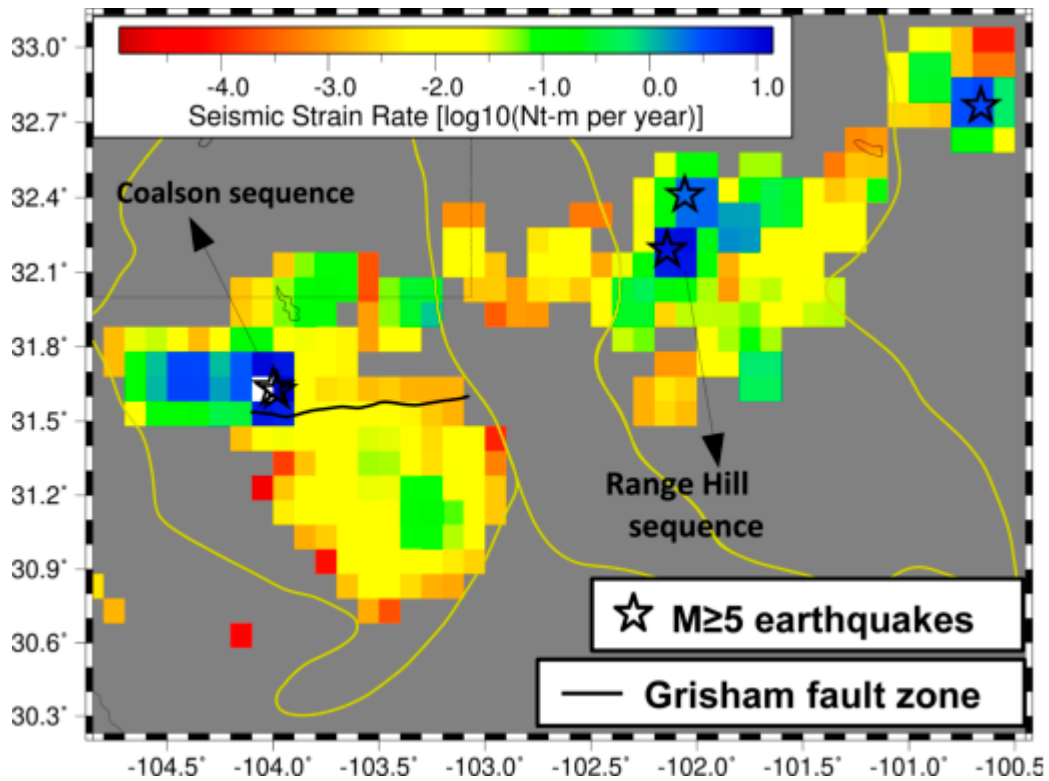 33.0°
32.7°
32.4°
32.1°
31.8°
31.5°
31.2°
30.9°
30.6°
30.3°
-4.0 -3.0 -2.0 -1.0 0.0 1.0
Seismic Strain Rate [log10(Nt-m per year)]
Coalson sequence
Range Hill
sequence
M≥5 earthquakes
Grisham fault zone
-104.5 -104.0 -103.5 -103.0 -102.5 -102.0 -101.5 -101.0 -100.5